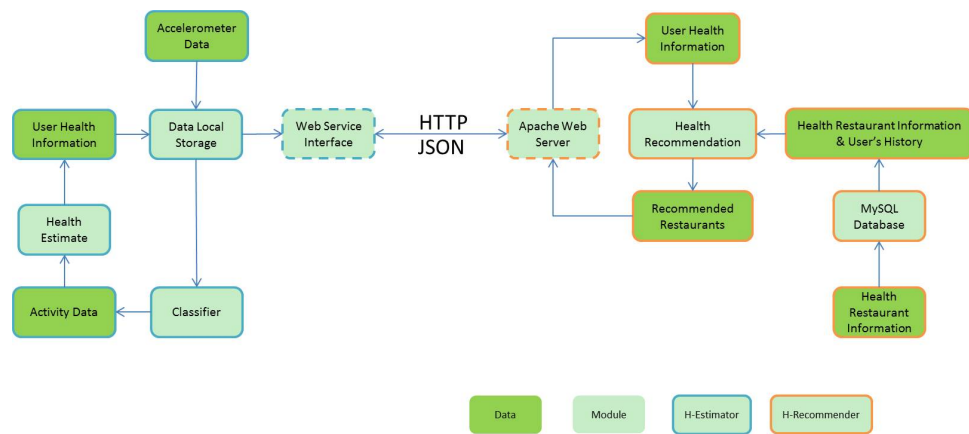 Accelerometer
Data
User Health
Information
Data Local
Storage
Web Service
Interface
Health
Estimate
Activity Data
Classifier
HTTP
JSON
Apache Web
Server
User Health
Information
Health
Recommendation
Health Restaurant Information
& User's History
Recommended
Restaurants
MySQL
Database
Health
Restaurant
Information
Data
Module
H-Estimator
H-Recommender